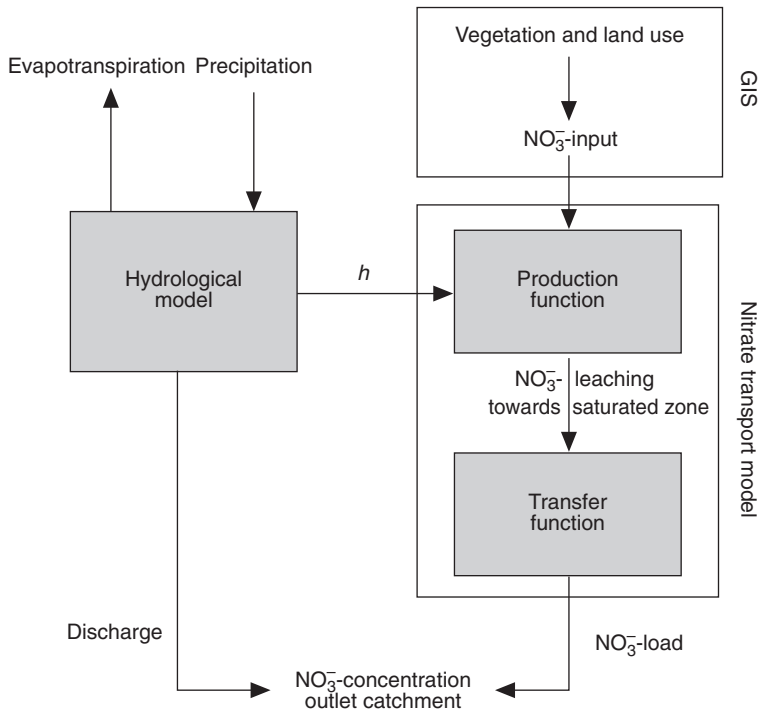 Vegetation and land use
Evapotranspiration Precipitation
GIS
NO₃⁻-input
Hydrological
model
h
Production
function
NO₃⁻- leaching
towards saturated zone
Nitrate transport model
Transfer
function
Discharge
NO₃⁻-load
NO₃⁻-concentration
outlet catchment